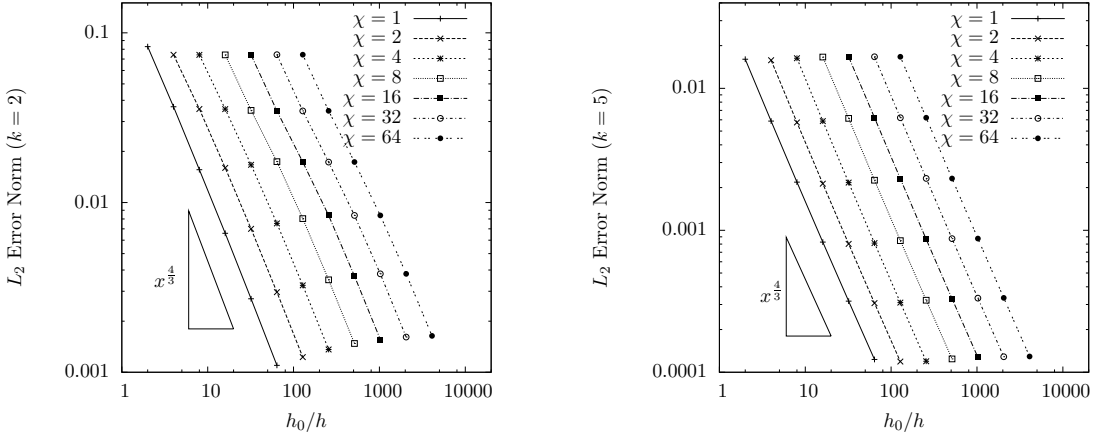 L₂ Error Norm (k = 2)
0.1
0.01
0.001
χ = 1
χ = 2
χ = 4
χ = 8
χ = 16
χ = 32
χ = 64
x^{4/3}
1
10
100
1000
10000
h₀/h
L₂ Error Norm (k = 5)
0.01
0.001
0.0001
χ = 1
χ = 2
χ = 4
χ = 8
χ = 16
χ = 32
χ = 64
x^{4/3}
1
10
100
1000
10000
h₀/h